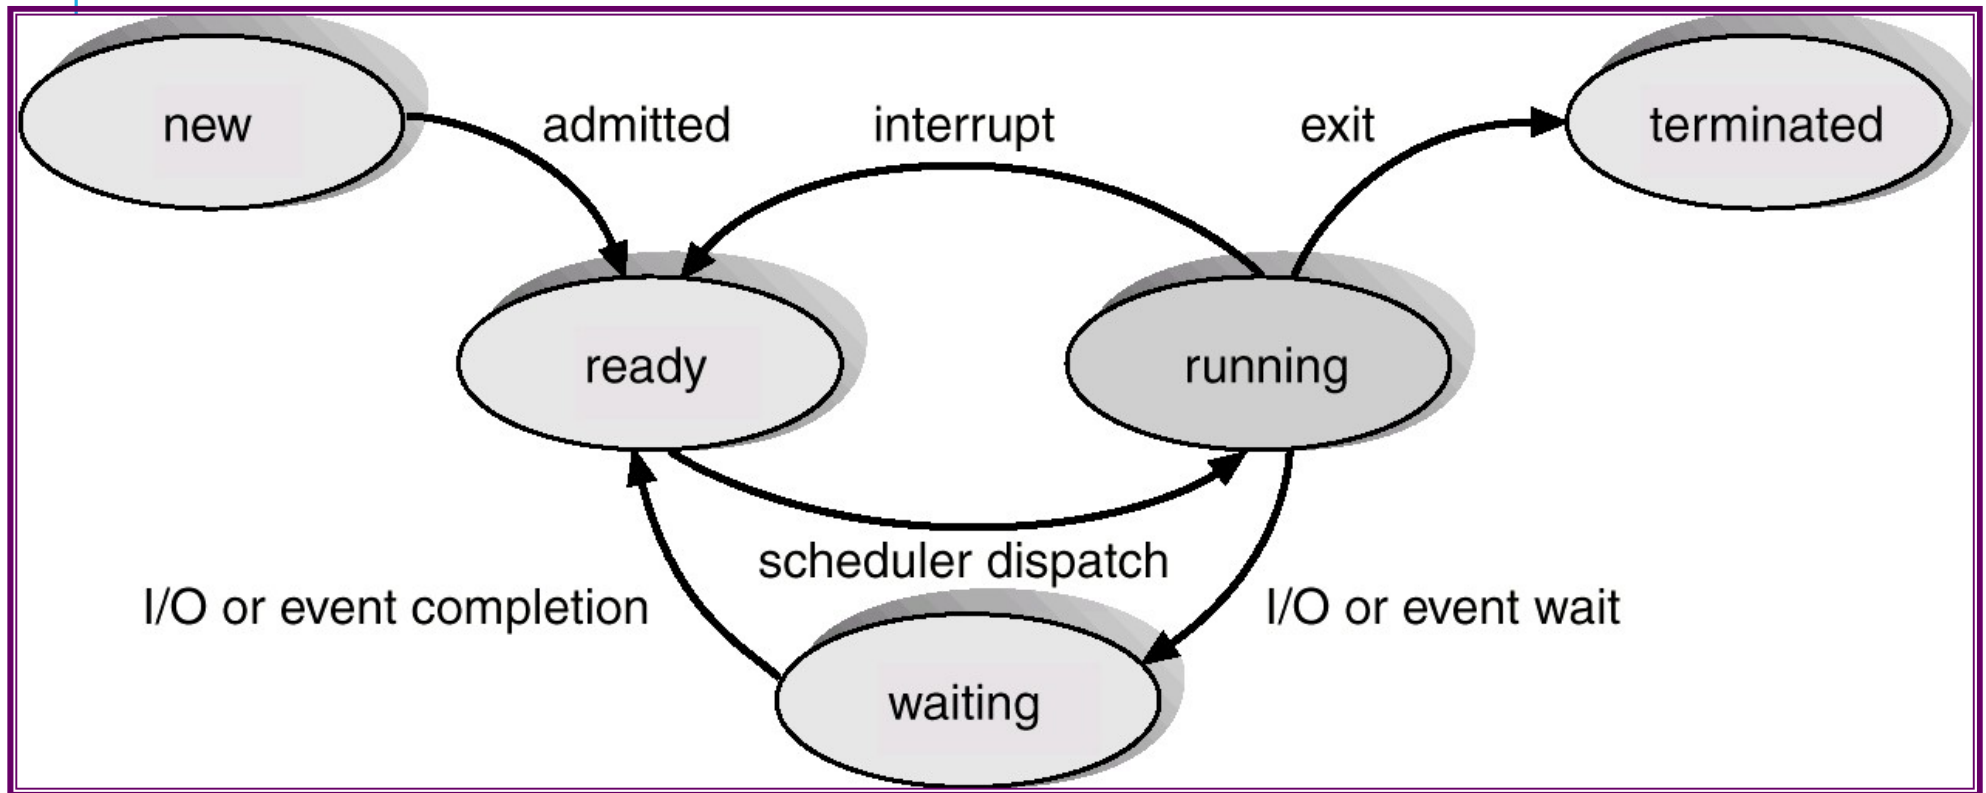 new
admitted
interrupt
exit
terminated
ready
running
scheduler dispatch
I/O or event completion
I/O or event wait
waiting